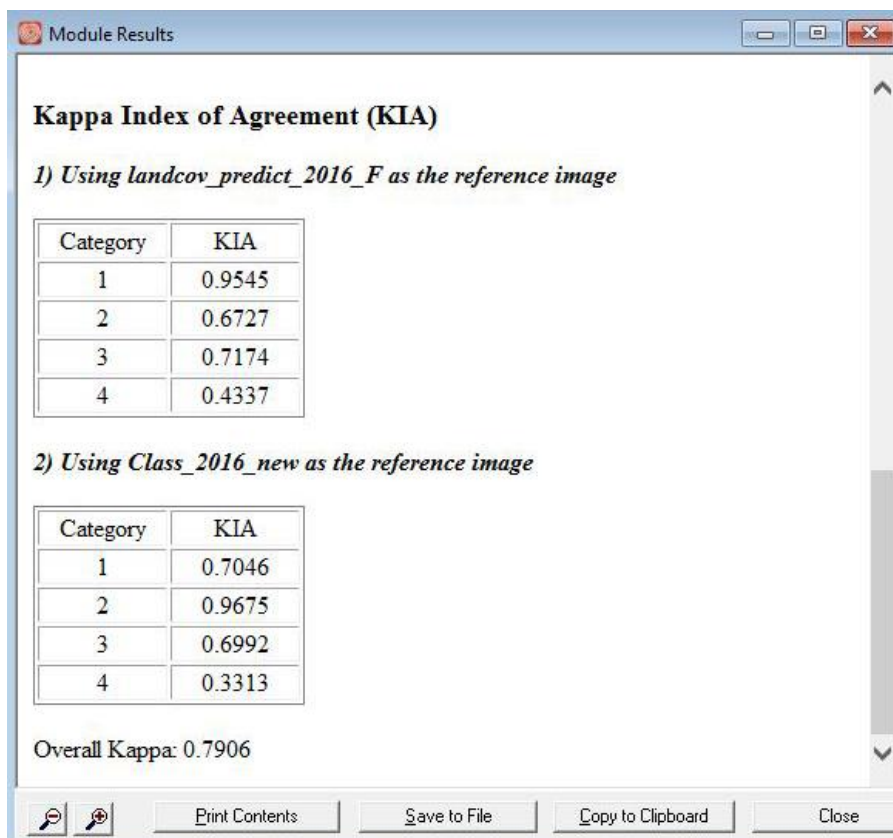 Module Results
Kappa Index of Agreement (KIA)
1) Using landcov_predict_2016_F as the reference image
Category KIA
1 0.9545
2 0.6727
3 0.7174
4 0.4337
2) Using Class_2016_new as the reference image
Category KIA
1 0.7046
2 0.9675
3 0.6992
4 0.3313
Overall Kappa: 0.7906
Print Contents Save to File Copy to Clipboard Close